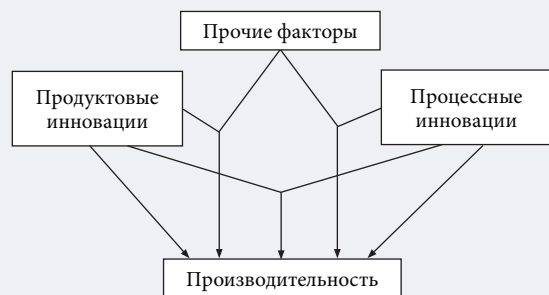 Прочие факторы
Продуктовые
инновации
Процессные
инновации
Производительность